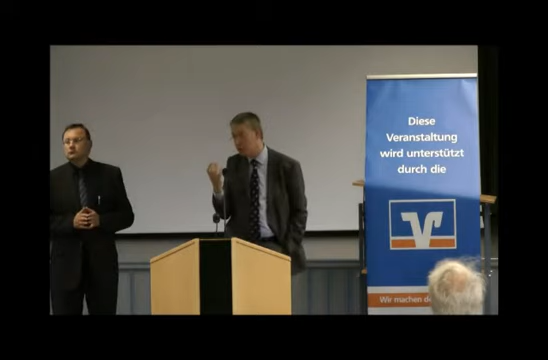 Diese
Veranstaltung
wird unterstützt
durch die
Wir machen